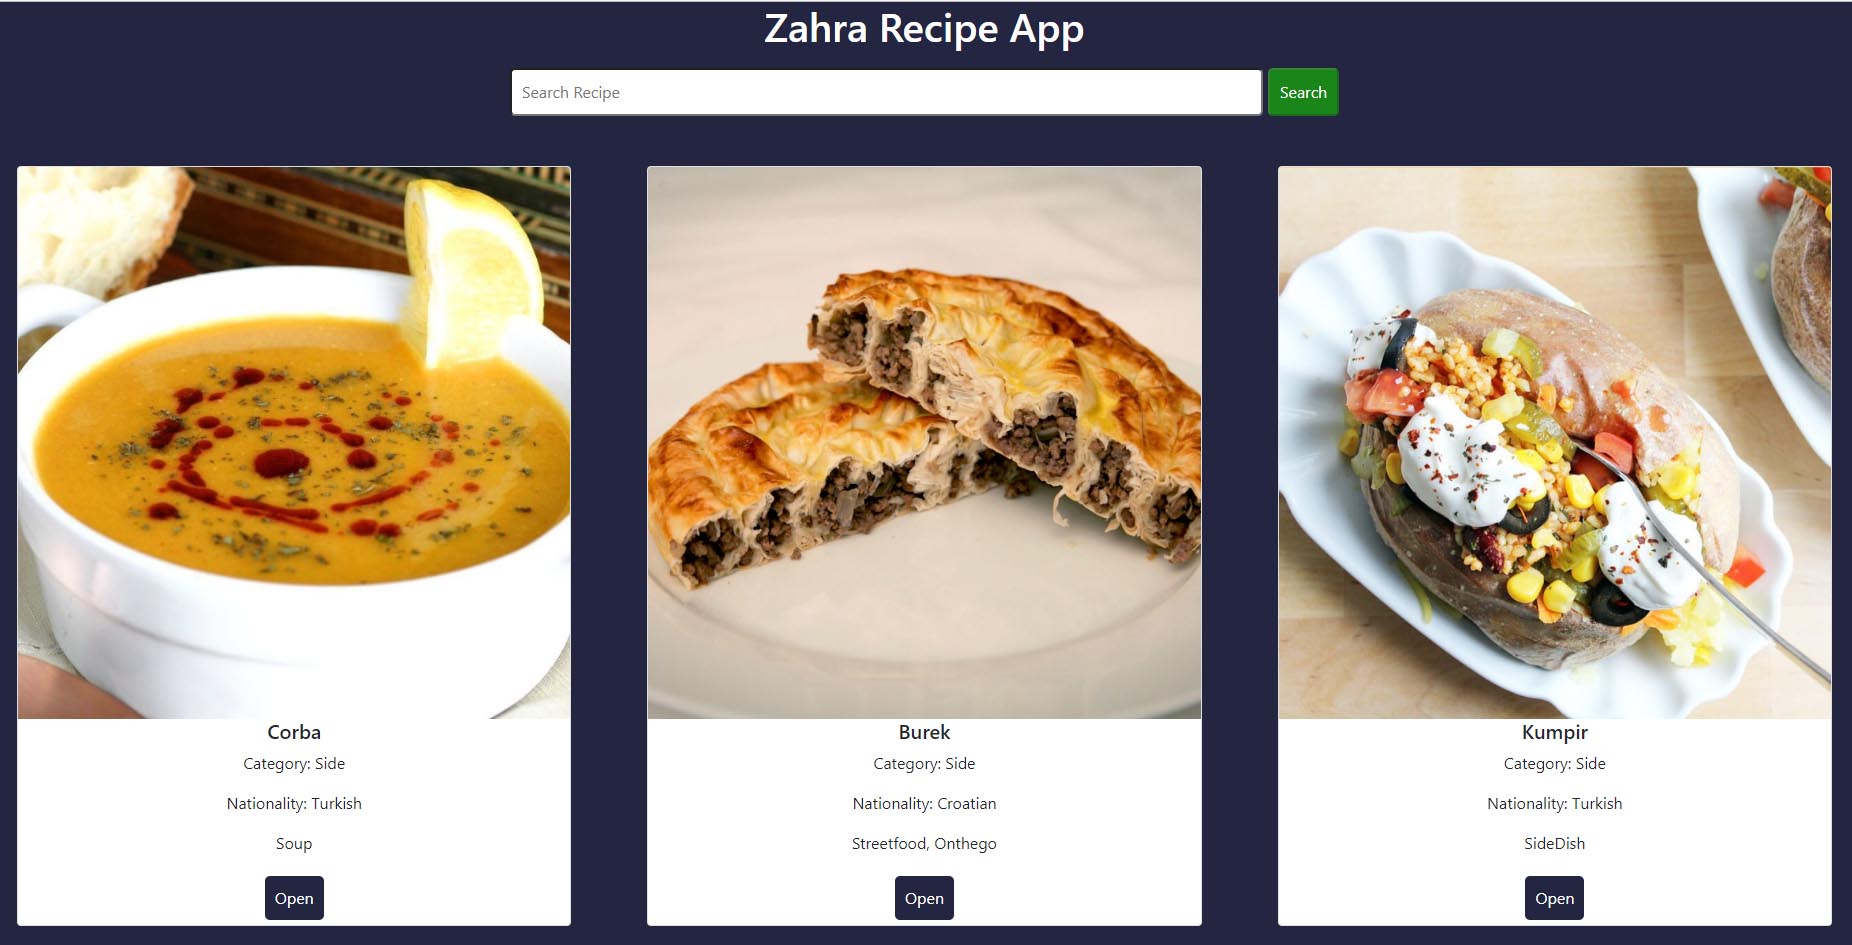 Zahra Recipe App
Search Recipe
Search
Corba
Category: Side
Nationality: Turkish
Soup
Open
Burek
Category: Side
Nationality: Croatian
Streetfood, Onthego
Open
Kumpir
Category: Side
Nationality: Turkish
SideDish
Open